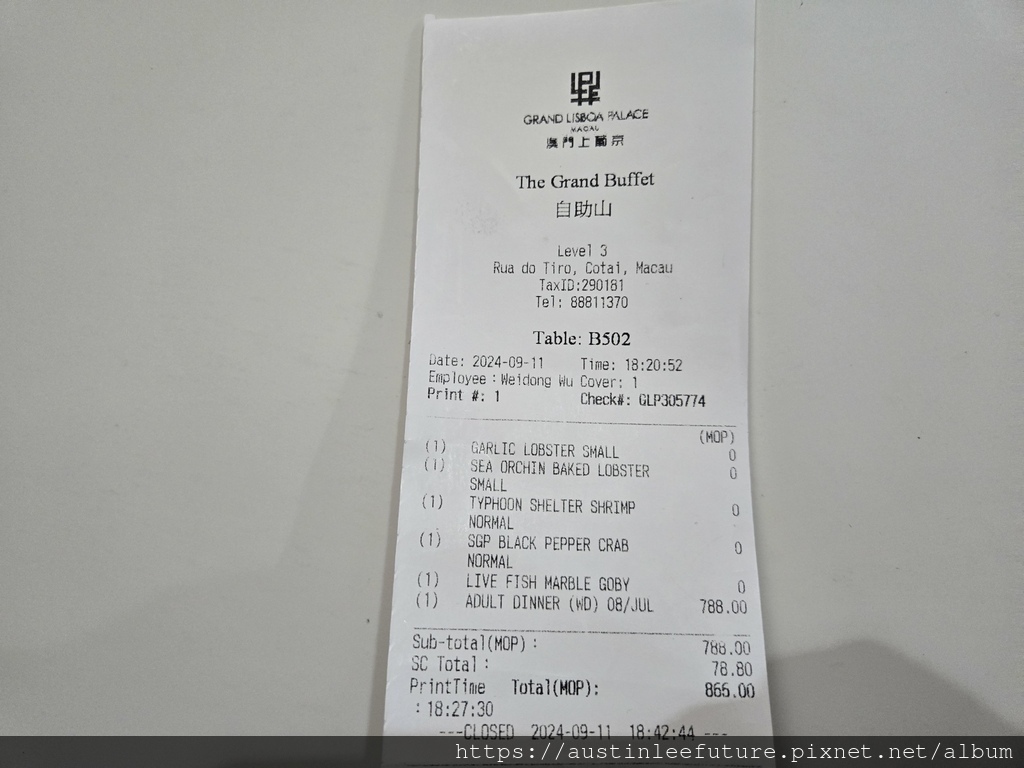 GRAND LISBOA PALACE
MACAU
澳門上葡京
The Grand Buffet
自助山
Level 3
Rua do Tiro, Cotai, Macau
TaxID:290181
Tel: 88811370
Table: B502
Date: 2024-09-11 Time: 18:20:52
Employee : Weidong Wu Cover: 1
Print #: 1 Check#: GLP305774
(MOP)
(1) GARLIC LOBSTER SMALL 0
(1) SEA ORCHIN BAKED LOBSTER 0
SMALL
(1) TYPHOON SHELTER SHRIMP 0
NORMAL
(1) SGP BLACK PEPPER CRAB 0
NORMAL
(1) LIVE FISH MARBLE GOBY 0
(1) ADULT DINNER (WD) 08/JUL 788.00
Sub-total(MOP) : 788.00
SC Total : 78.80
PrintTime Total(MOP): 866.00
: 18:27:30
---CLOSED 2024-09-11 18:42:44 ---
https://austinleefuture.pixnet.net/album